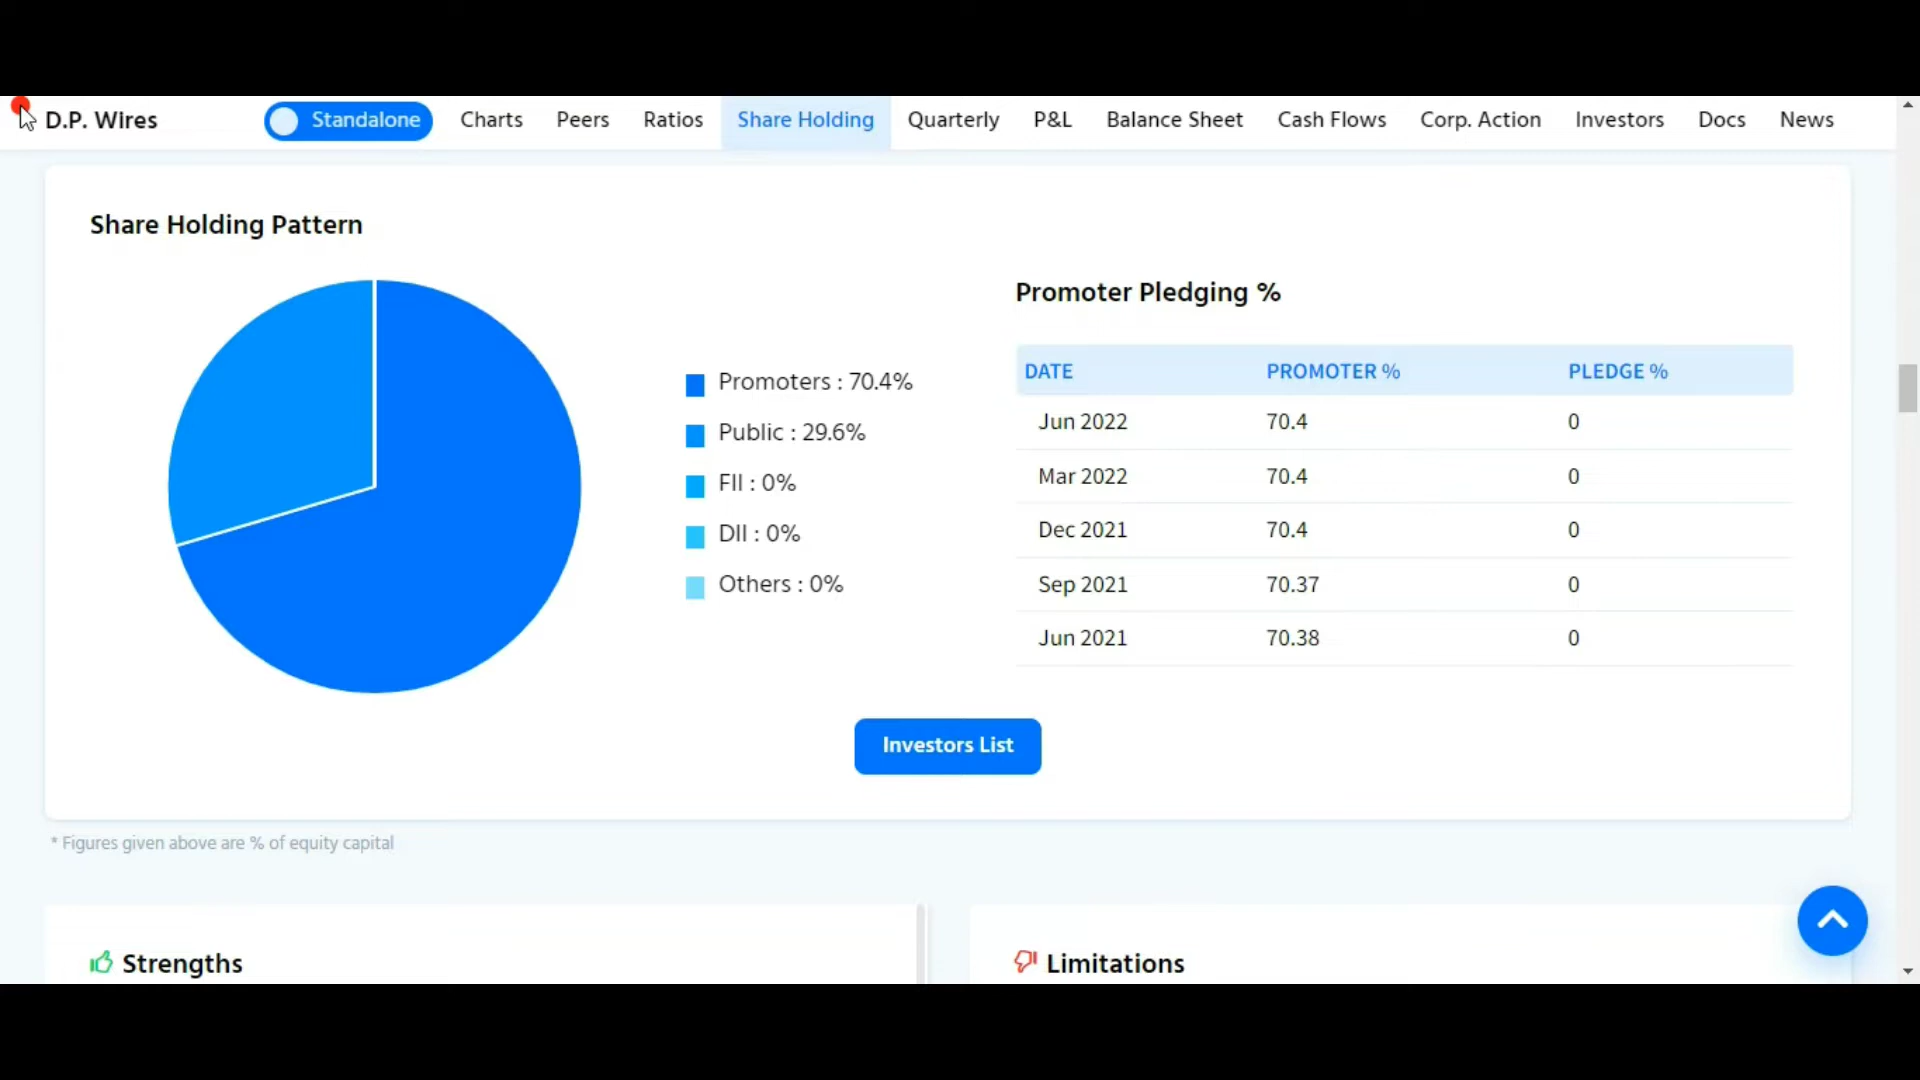 D.P. Wires Standalone Charts Peers Ratios Share Holding Quarterly P&L Balance Sheet Cash Flows Corp. Action Investors Docs News
Share Holding Pattern
Promoters : 70.4%
Public : 29.6%
FII : 0%
DII : 0%
Others : 0%
Promoter Pledging %
DATE PROMOTER % PLEDGE %
Jun 2022 70.4 0
Mar 2022 70.4 0
Dec 2021 70.4 0
Sep 2021 70.37 0
Jun 2021 70.38 0
Investors List
* Figures given above are % of equity capital
Strengths
Limitations